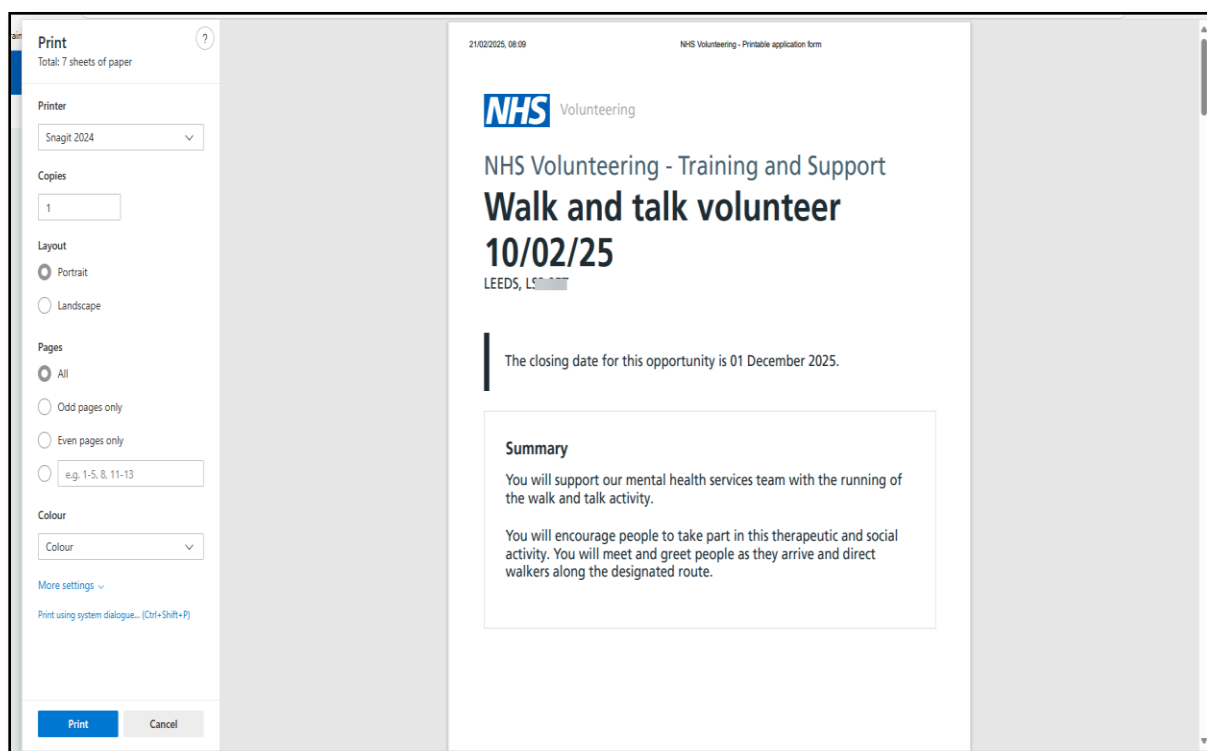 Print
?
Total: 7 sheets of paper
Printer
Snagit 2024
Copies
1
Layout
Portrait
Landscape
Pages
All
Odd pages only
Even pages only
e.g. 1-5, 8, 11-13
Colour
Colour
More settings
Print using system dialogue... (Ctrl+Shift+P)
Print
Cancel
21/02/2025, 08:09
NHS Volunteering - Printable application form
NHS Volunteering
NHS Volunteering - Training and Support
Walk and talk volunteer
10/02/25
LEEDS,
The closing date for this opportunity is 01 December 2025.
Summary
You will support our mental health services team with the running of
the walk and talk activity.
You will encourage people to take part in this therapeutic and social
activity. You will meet and greet people as they arrive and direct
walkers along the designated route.